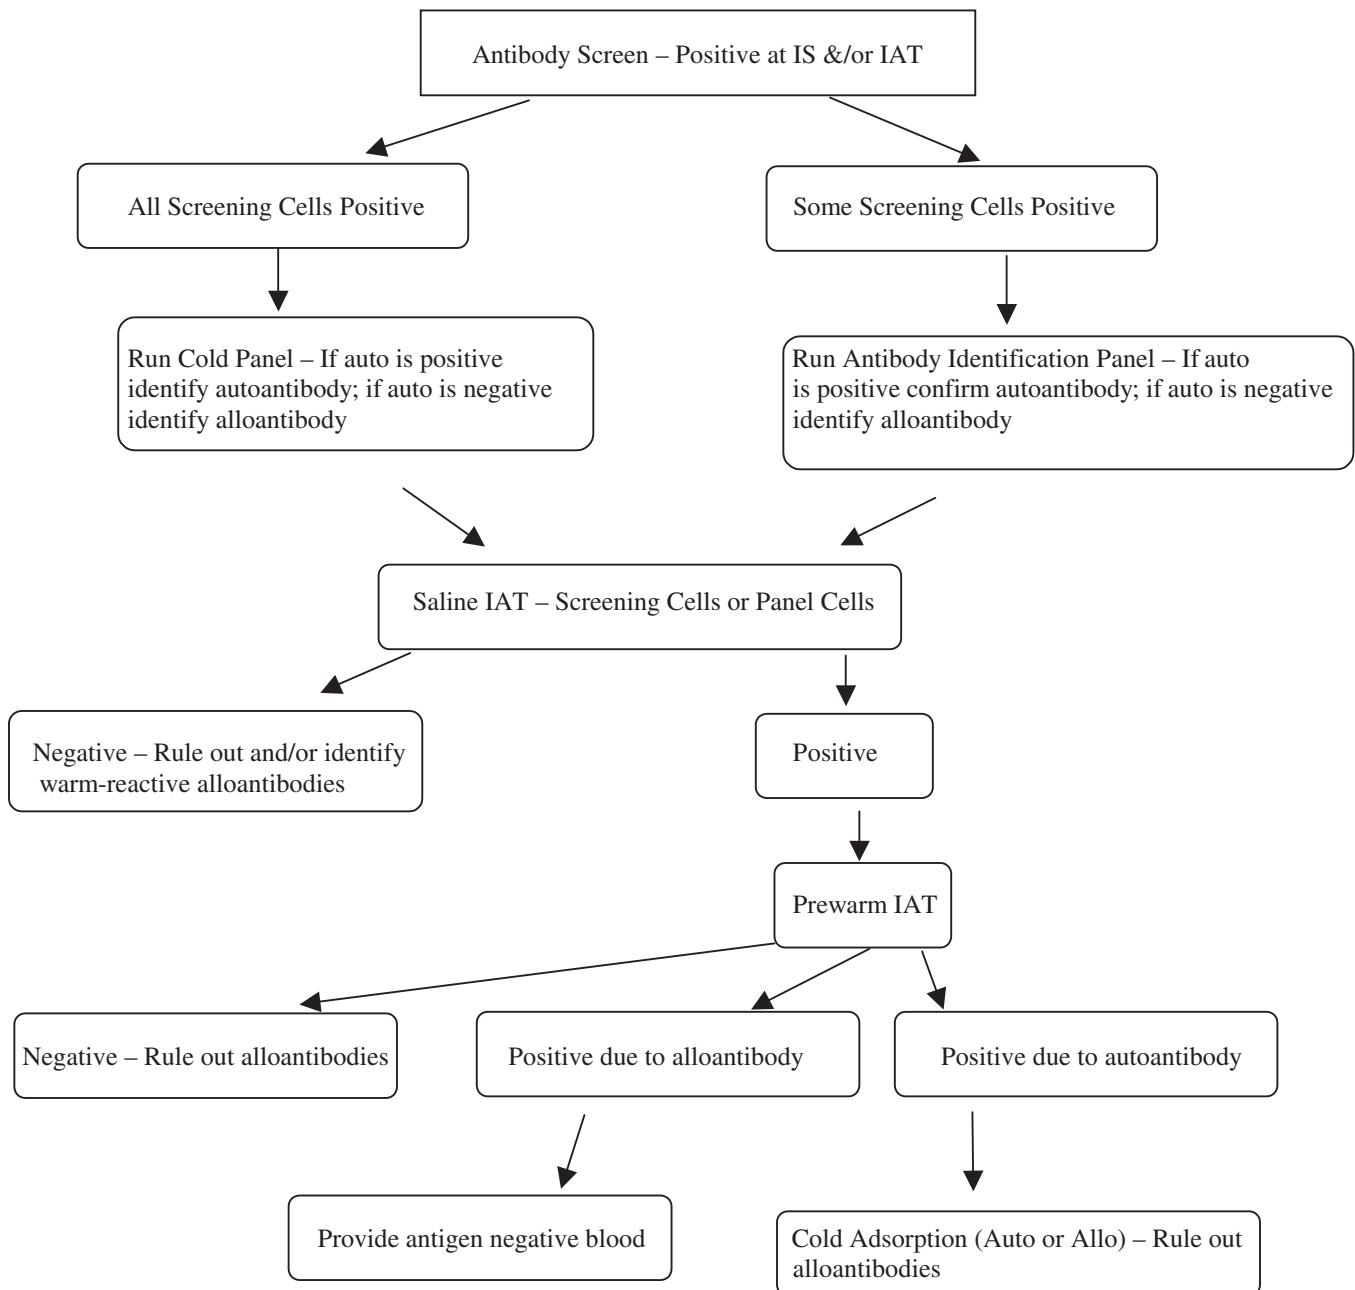 Antibody Screen – Positive at IS &/or IAT
All Screening Cells Positive
Some Screening Cells Positive
Run Cold Panel – If auto is positive
identify autoantibody; if auto is negative
identify alloantibody
Run Antibody Identification Panel – If auto
is positive confirm autoantibody; if auto is negative
identify alloantibody
Saline IAT – Screening Cells or Panel Cells
Negative – Rule out and/or identify
warm-reactive alloantibodies
Positive
Prewarm IAT
Negative – Rule out alloantibodies
Positive due to alloantibody
Positive due to autoantibody
Provide antigen negative blood
Cold Adsorption (Auto or Allo) – Rule out
alloantibodies